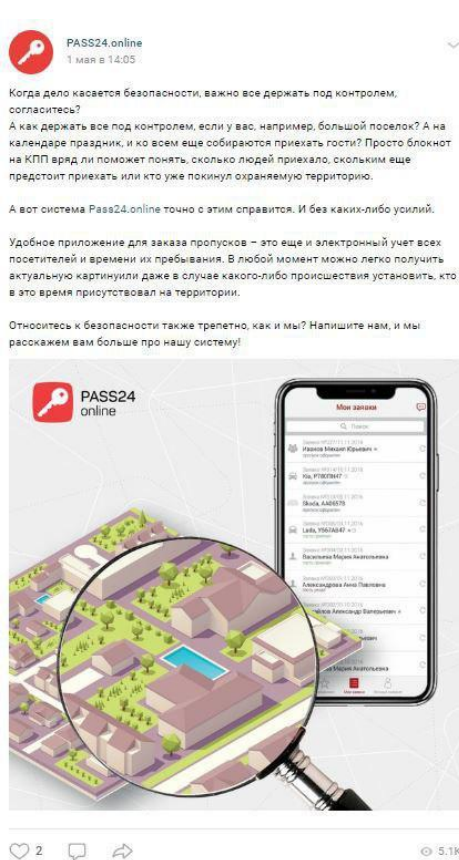 PASS24.online
1 мая в 14:05
Когда дело касается безопасности, важно все держать под контролем,
согласитесь?
А как держать все под контролем, если у вас, например, большой поселок? А на
календаре праздник, и ко всем еще собираются приехать гости? Просто блокнот
на КПП вряд ли поможет понять, сколько людей приехало, скольким еще
предстоит приехать или кто уже покинул охраняемую территорию.
А вот система Pass24.online точно с этим справится. И без каких-либо усилий.
Удобное приложение для заказа пропусков – это еще и электронный учет всех
посетителей и времени их пребывания. В любой момент можно легко получить
актуальную картинуили даже в случае какого-либо происшествия установить, кто
в это время присутствовал на территории.
Относитесь к безопасности также трепетно, как и мы? Напишите нам, и мы
расскажем вам больше про нашу систему!
PASS24
online
Мои заявки
Поиск
Иванов Михаил Юрьевич
Kia, Р780ПН47
Skoda, АА05573
Lada, У567АБ47
Васильева Мария Анатольевна
Александрова Анна Павловна
Александр Валерьевич
Мария Анатольевна
Мои заявки
2
5.1K